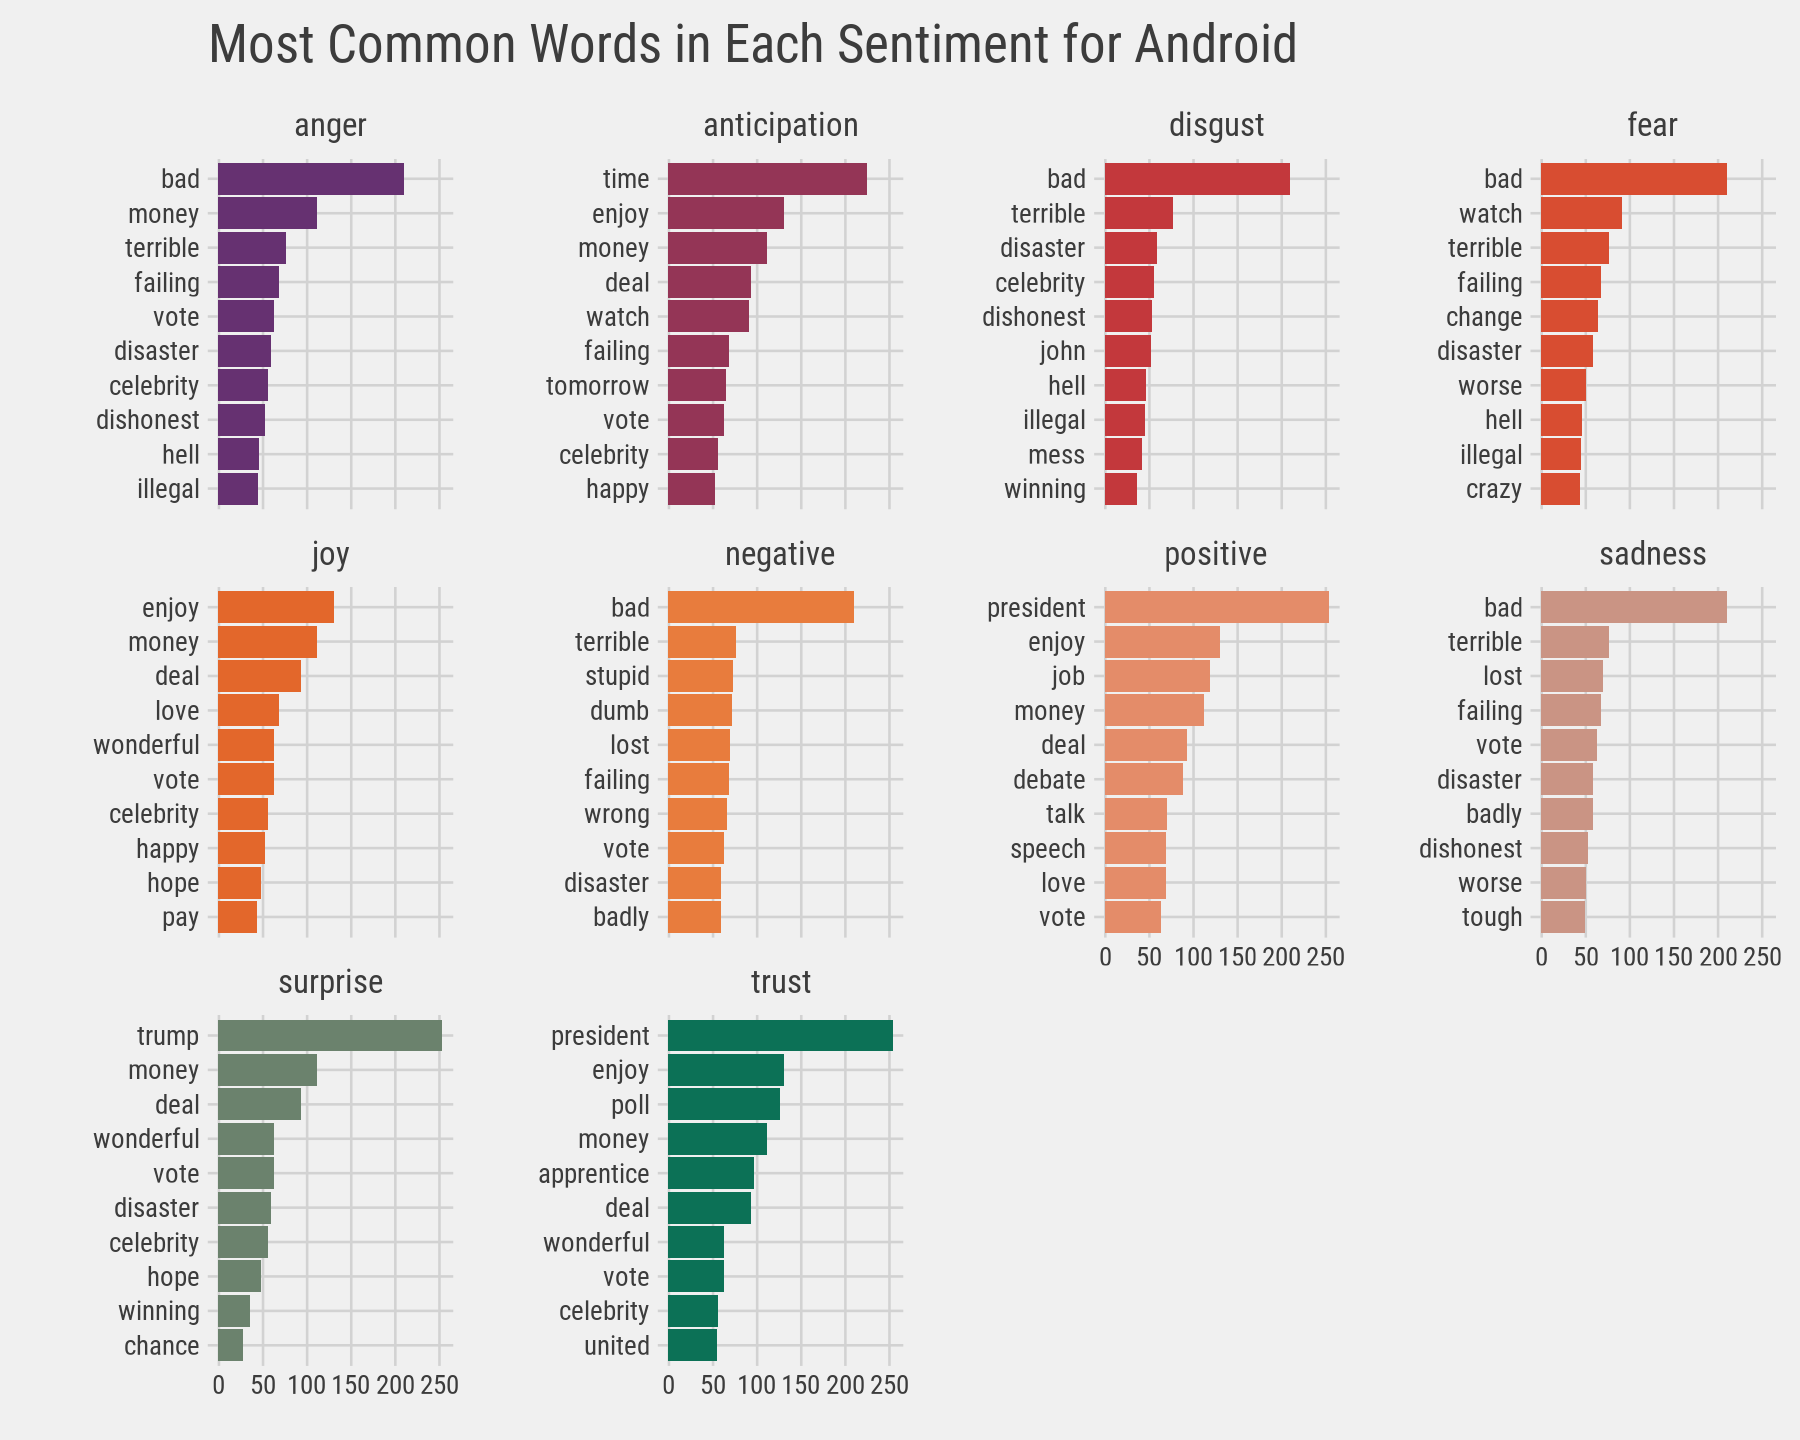 Most Common Words in Each Sentiment for Android
anger
bad
money
terrible
failing
vote
disaster
celebrity
dishonest
hell
illegal
anticipation
time
enjoy
money
deal
watch
failing
tomorrow
vote
celebrity
happy
disgust
bad
terrible
disaster
celebrity
dishonest
john
hell
illegal
mess
winning
fear
bad
watch
terrible
failing
change
disaster
worse
hell
illegal
crazy
joy
enjoy
money
deal
love
wonderful
vote
celebrity
happy
hope
pay
negative
bad
terrible
stupid
dumb
lost
failing
wrong
vote
disaster
badly
positive
president
enjoy
job
money
deal
debate
talk
speech
love
vote
0 50 100 150 200 250
sadness
bad
terrible
lost
failing
vote
disaster
badly
dishonest
worse
tough
0 50 100 150 200 250
surprise
trump
money
deal
wonderful
vote
disaster
celebrity
hope
winning
chance
0 50 100 150 200 250
trust
president
enjoy
poll
money
apprentice
deal
wonderful
vote
celebrity
united
0 50 100 150 200 250